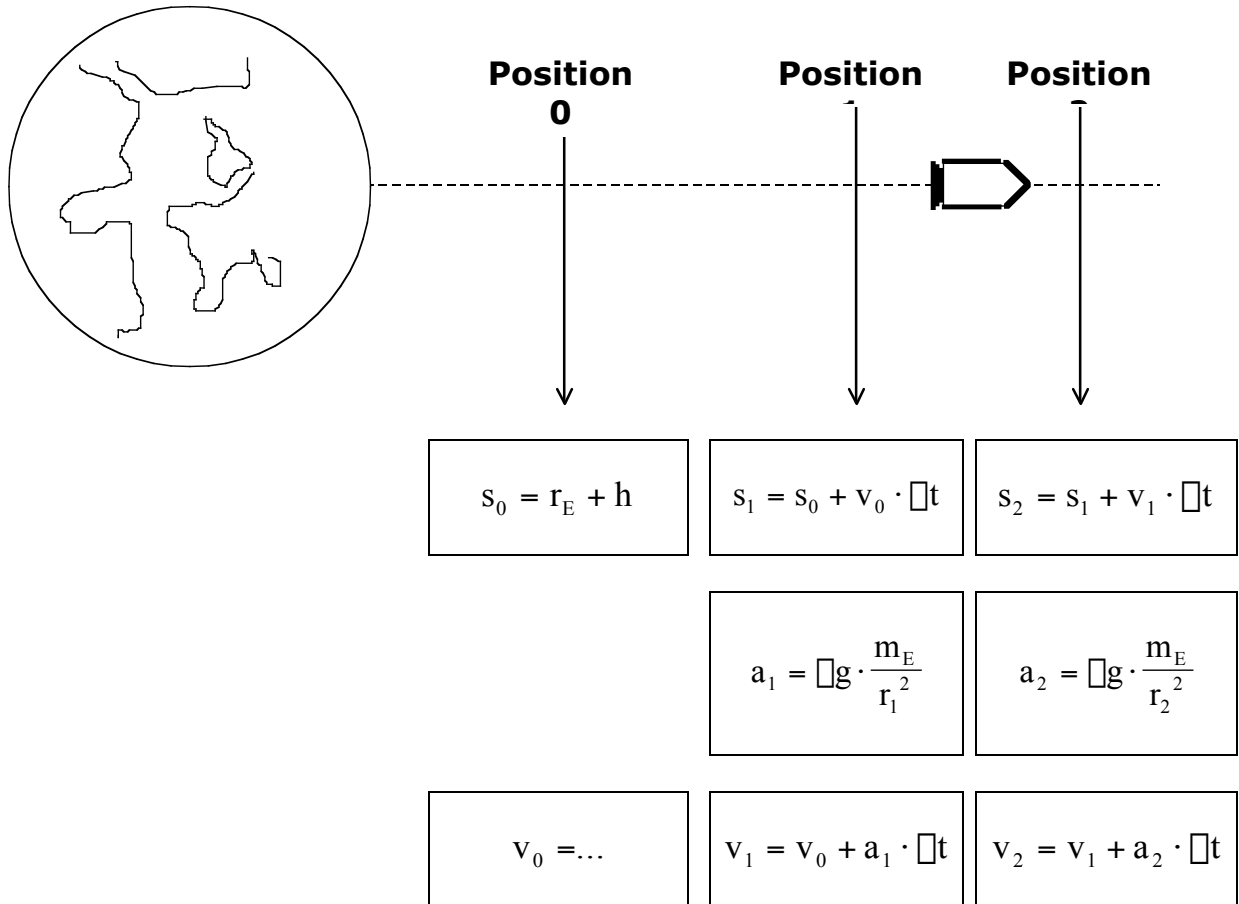 Position
0
Position
Position
s₀ = r_E + h
s₁ = s₀ + v₀ · □t
s₂ = s₁ + v₁ · □t
a₁ = □g · m_E / r₁²
a₂ = □g · m_E / r₂²
v₀ =...
v₁ = v₀ + a₁ · □t
v₂ = v₁ + a₂ · □t